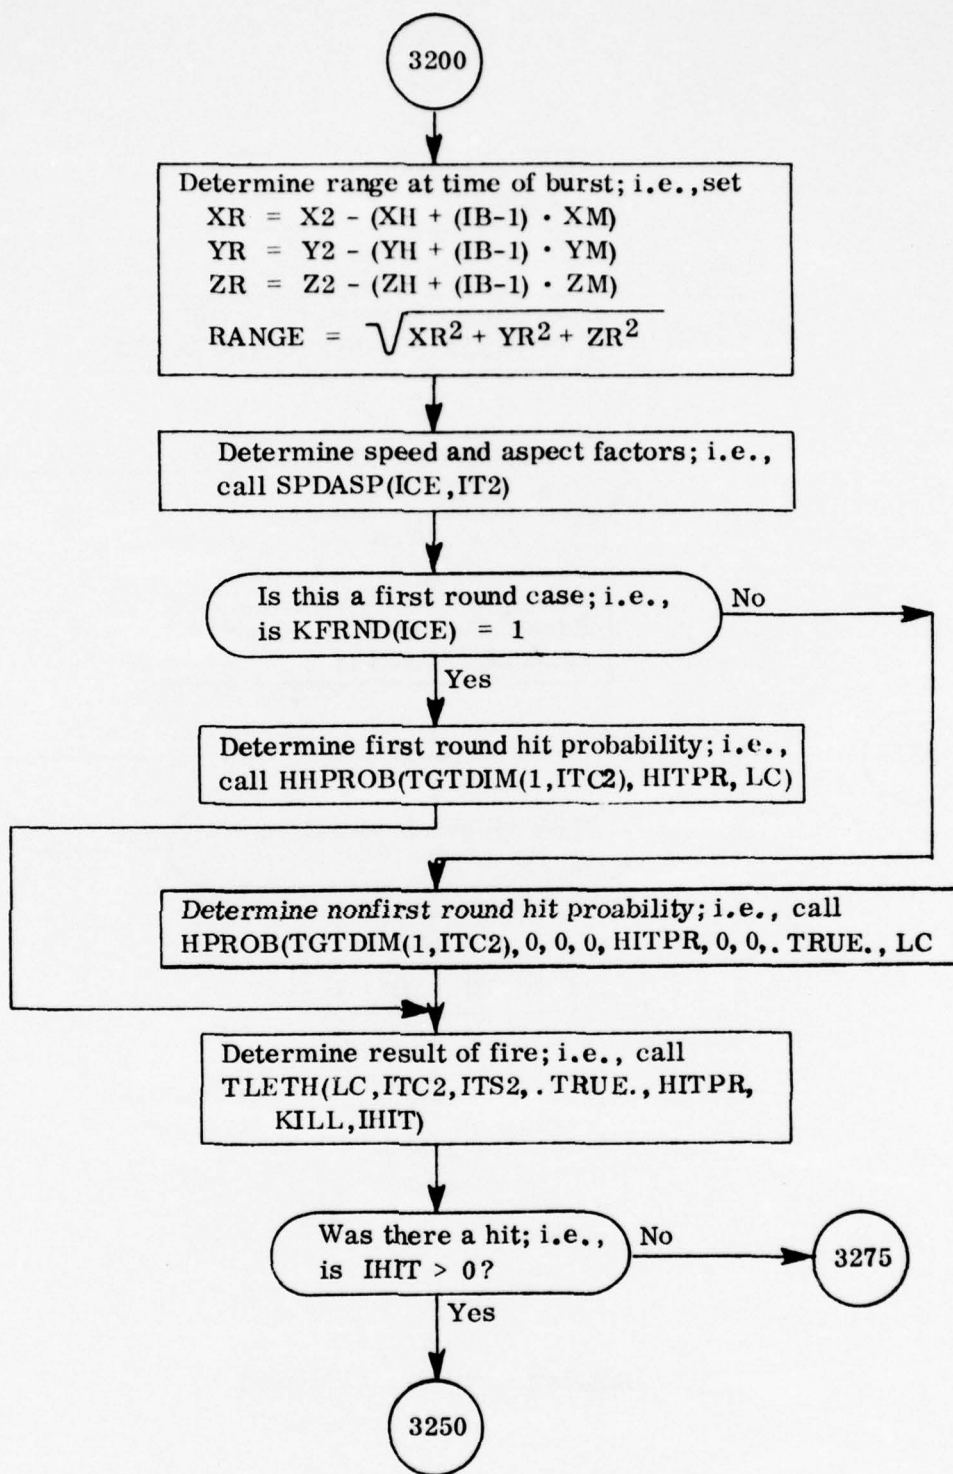 3200
Determine range at time of burst; i.e., set
XR = X2 - (XH + (IB-1) · XM)
YR = Y2 - (YH + (IB-1) · YM)
ZR = Z2 - (ZH + (IB-1) · ZM)
RANGE = √XR² + YR² + ZR²
Determine speed and aspect factors; i.e.,
call SPDASP(ICE,IT2)
Is this a first round case; i.e.,
is KFRND(ICE) = 1
No
Yes
Determine first round hit probability; i.e.,
call HHPROB(TGTDIM(1,ITC2), HITPR, LC)
Determine nonfirst round hit proability; i.e., call
HPROB(TGTDIM(1,ITC2), 0, 0, 0, HITPR, 0, 0,. TRUE., LC
Determine result of fire; i.e., call
TLETH(LC,ITC2,ITS2,. TRUE., HITPR,
KILL,IHIT)
Was there a hit; i.e.,
is IHIT > 0?
No
3275
Yes
3250